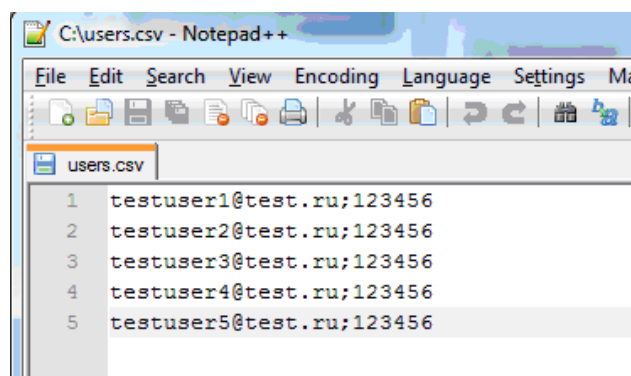 C:\users.csv - Notepad++
File Edit Search View Encoding Language Settings Ma
users.csv
1 testuser1@test.ru;123456
2 testuser2@test.ru;123456
3 testuser3@test.ru;123456
4 testuser4@test.ru;123456
5 testuser5@test.ru;123456